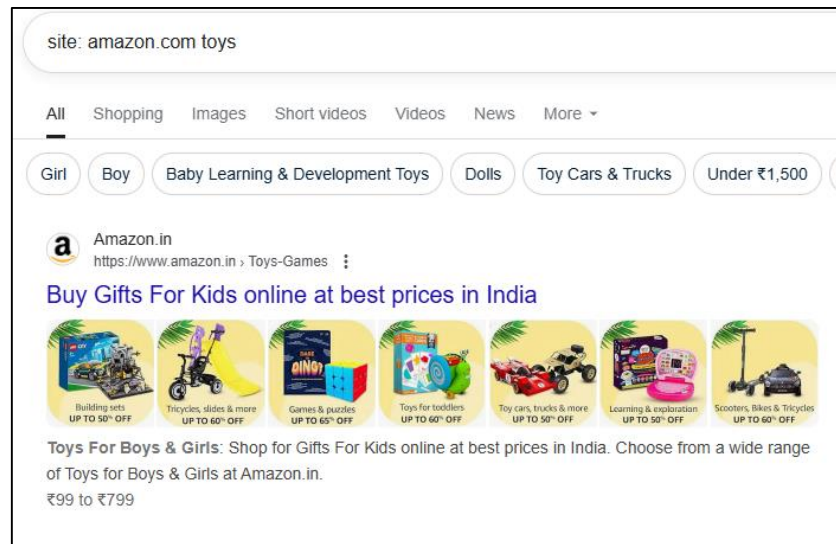 site: amazon.com toys
All Shopping Images Short videos Videos News More
Girl Boy Baby Learning & Development Toys Dolls Toy Cars & Trucks Under ₹1,500
a Amazon.in
https://www.amazon.in › Toys-Games
Buy Gifts For Kids online at best prices in India
Building sets
UP TO 50% OFF
Tricycles, slides & more
UP TO 60% OFF
Games & puzzles
UP TO 65% OFF
Toys for toddlers
UP TO 60% OFF
Toy cars, trucks & more
UP TO 50% OFF
Learning & exploration
UP TO 50% OFF
Scooters, Bikes & Tricycles
UP TO 60% OFF
Toys For Boys & Girls: Shop for Gifts For Kids online at best prices in India. Choose from a wide range
of Toys for Boys & Girls at Amazon.in.
₹99 to ₹799